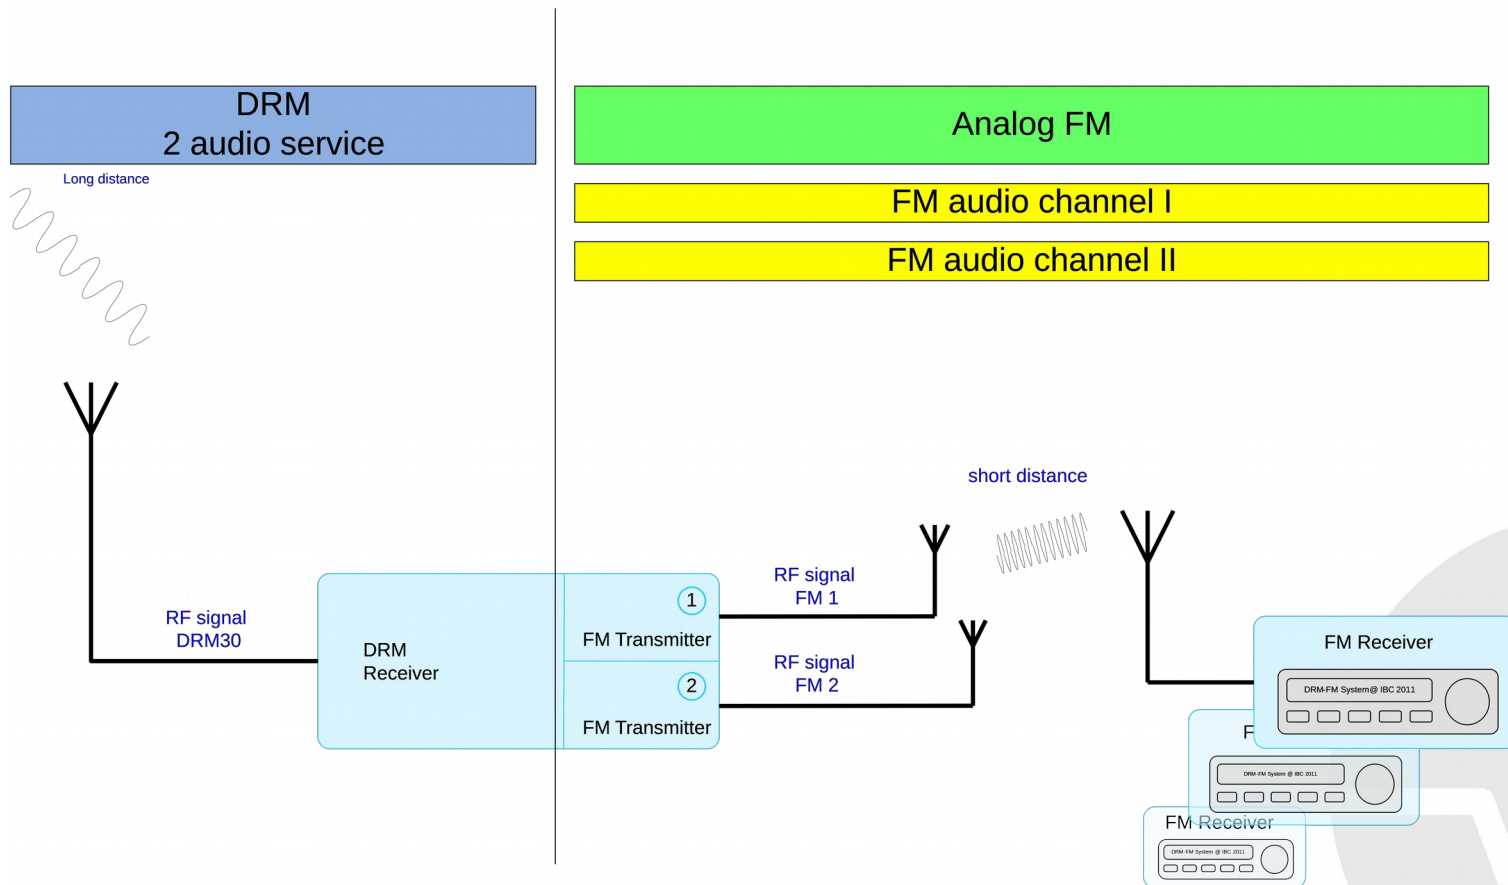 DRM
2 audio service
Analog FM
Long distance
FM audio channel I
FM audio channel II
short distance
RF signal
DRM30
DRM
Receiver
1
FM Transmitter
2
FM Transmitter
RF signal
FM 1
RF signal
FM 2
FM Receiver
DRM-FM System@ IBC 2011
F
DRM-FM System @ IBC 2011
FM Receiver
DRM-FM System @ IBC 2011